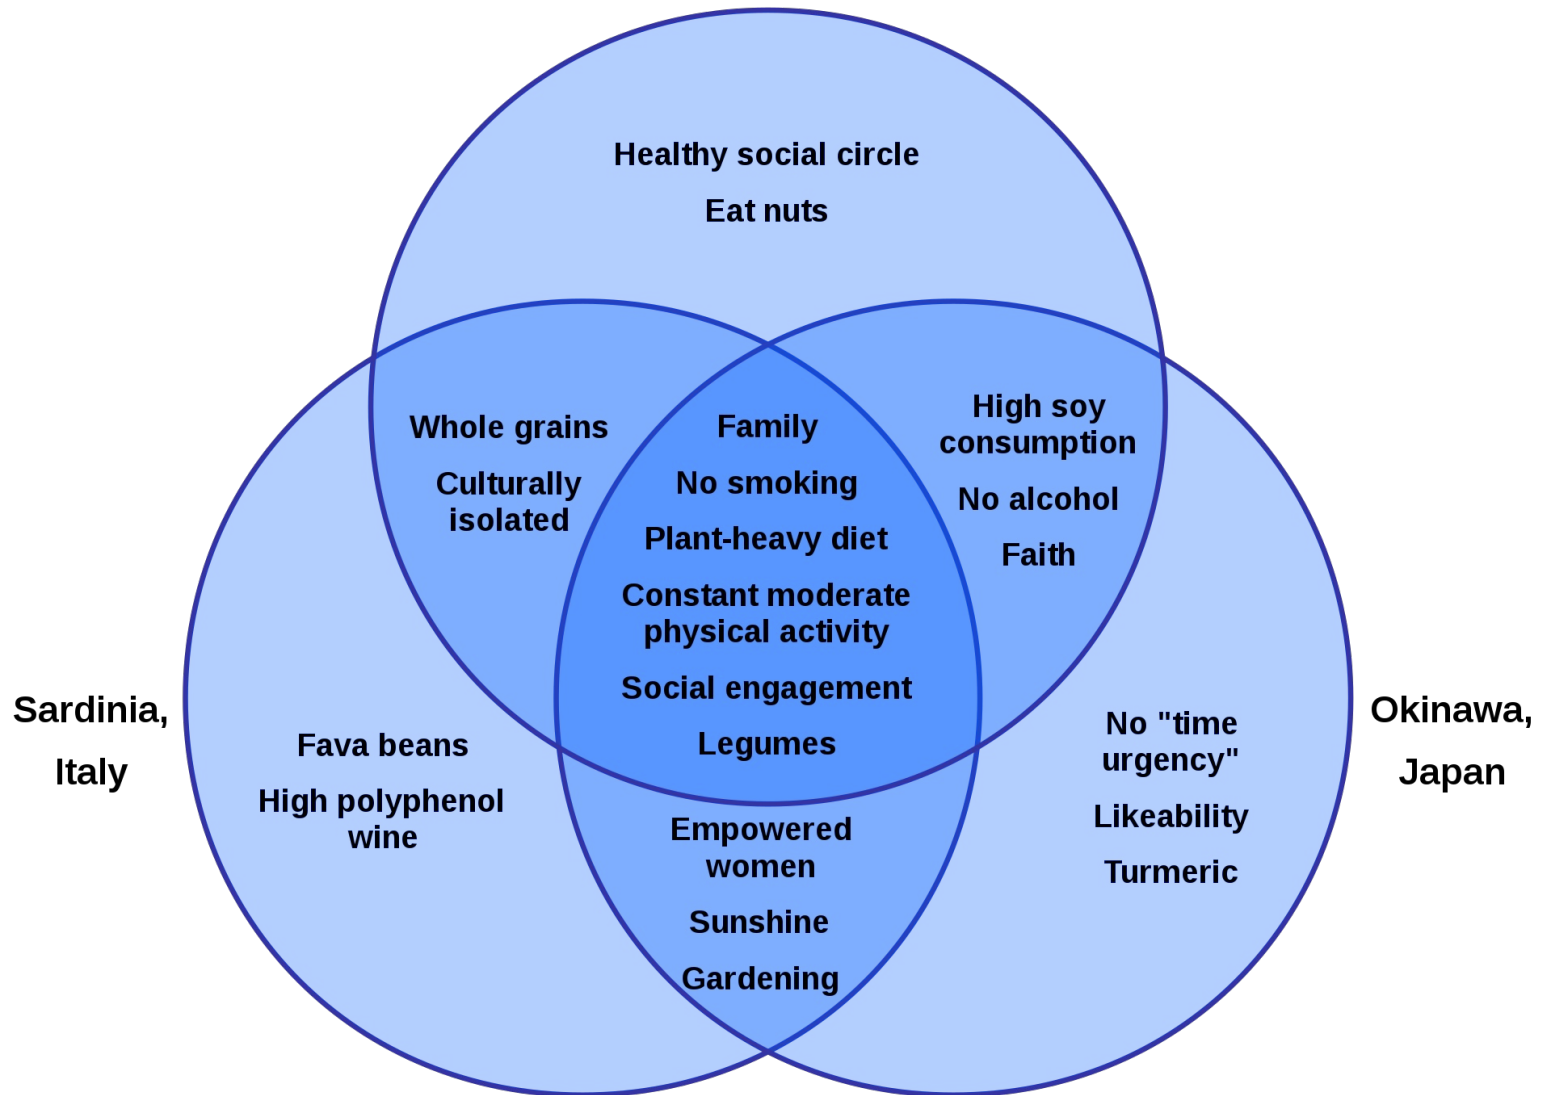 Healthy social circle
Eat nuts
Whole grains
Culturally
isolated
Family
No smoking
Plant-heavy diet
Constant moderate
physical activity
Social engagement
Legumes
High soy
consumption
No alcohol
Faith
Sardinia,
Italy
Fava beans
High polyphenol
wine
Empowered
women
Sunshine
Gardening
No "time
urgency"
Likeability
Turmeric
Okinawa,
Japan